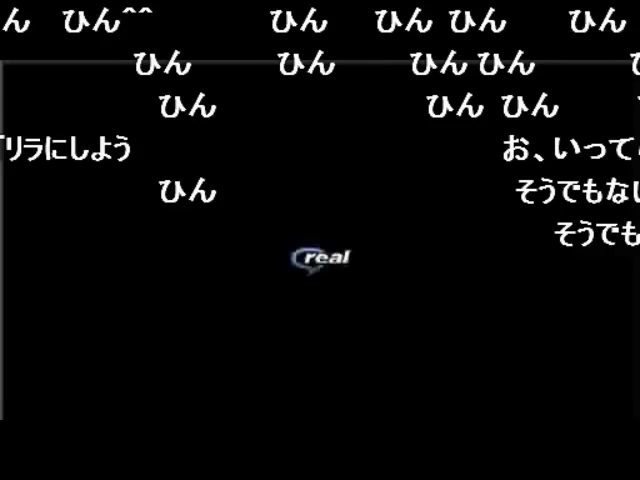 ん ひん^^ ひん ひん ひん ひん
ひん ひん ひん ひん
ひん ひん ひん
リラにしよう お、いって
ひん そうでもな
そうでも
real